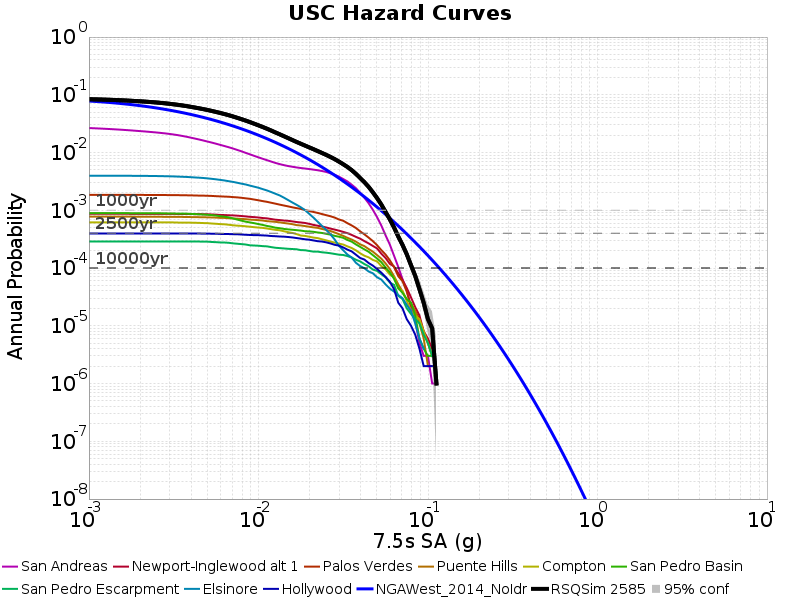 USC Hazard Curves
Annual Probability
10^0
10^-1
10^-2
10^-3
10^-4
10^-5
10^-6
10^-7
10^-8
1000yr
2500yr
10000yr
10^-3 10^-2 10^-1 10^0 10^1
7.5s SA (g)
San Andreas Newport-Inglewood alt 1 Palos Verdes Puente Hills Compton San Pedro Basin
San Pedro Escarpment Elsinore Hollywood NGAWest_2014_NoIdr RSQSim 2585 95% conf